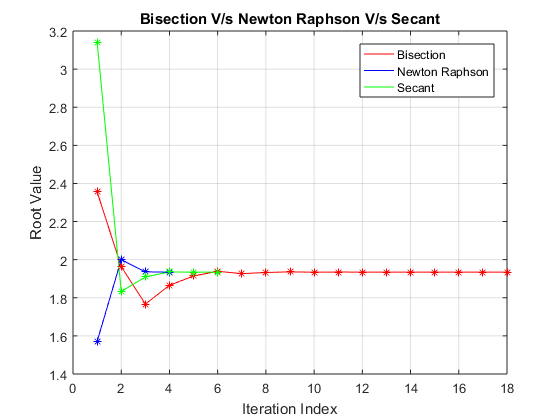 Bisection V/s Newton Raphson V/s Secant
3.2
3
2.8
2.6
2.4
2.2
2
1.8
1.6
1.4
Root Value
Bisection
Newton Raphson
Secant
0 2 4 6 8 10 12 14 16 18
Iteration Index